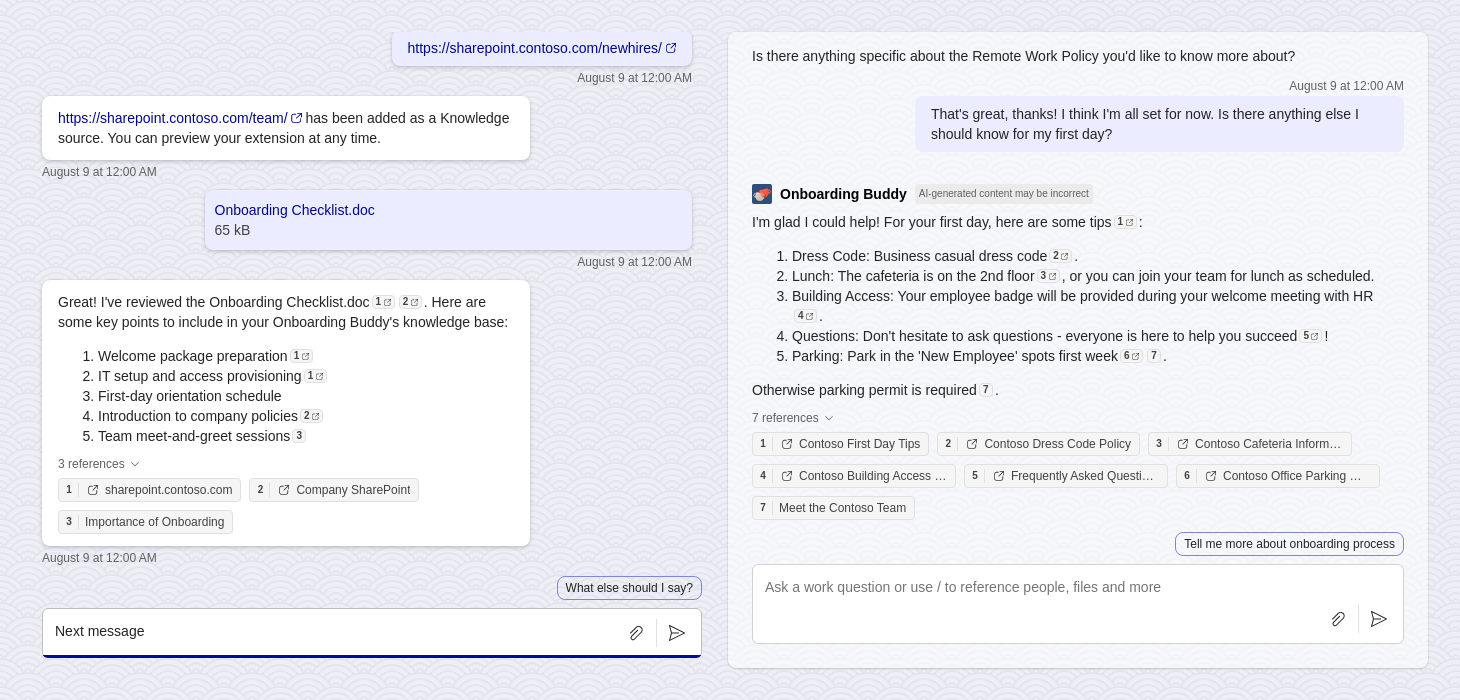 https://sharepoint.contoso.com/newhires/
August 9 at 12:00 AM
https://sharepoint.contoso.com/team/ has been added as a Knowledge
source. You can preview your extension at any time.
August 9 at 12:00 AM
Onboarding Checklist.doc
65 kB
August 9 at 12:00 AM
Great! I've reviewed the Onboarding Checklist.doc 1 2 . Here are
some key points to include in your Onboarding Buddy's knowledge base:
1. Welcome package preparation 1
2. IT setup and access provisioning 1
3. First-day orientation schedule
4. Introduction to company policies 2
5. Team meet-and-greet sessions 3
3 references
1 sharepoint.contoso.com 2 Company SharePoint
3 Importance of Onboarding
August 9 at 12:00 AM
What else should I say?
Next message
Is there anything specific about the Remote Work Policy you'd like to know more about?
August 9 at 12:00 AM
That's great, thanks! I think I'm all set for now. Is there anything else I
should know for my first day?
Onboarding Buddy AI-generated content may be incorrect
I'm glad I could help! For your first day, here are some tips 1 :
1. Dress Code: Business casual dress code 2 .
2. Lunch: The cafeteria is on the 2nd floor 3 , or you can join your team for lunch as scheduled.
3. Building Access: Your employee badge will be provided during your welcome meeting with HR
4 .
4. Questions: Don't hesitate to ask questions - everyone is here to help you succeed 5 !
5. Parking: Park in the 'New Employee' spots first week 6 7 .
Otherwise parking permit is required 7 .
7 references
1 Contoso First Day Tips 2 Contoso Dress Code Policy 3 Contoso Cafeteria Inform…
4 Contoso Building Access … 5 Frequently Asked Questi… 6 Contoso Office Parking …
7 Meet the Contoso Team
Tell me more about onboarding process
Ask a work question or use / to reference people, files and more